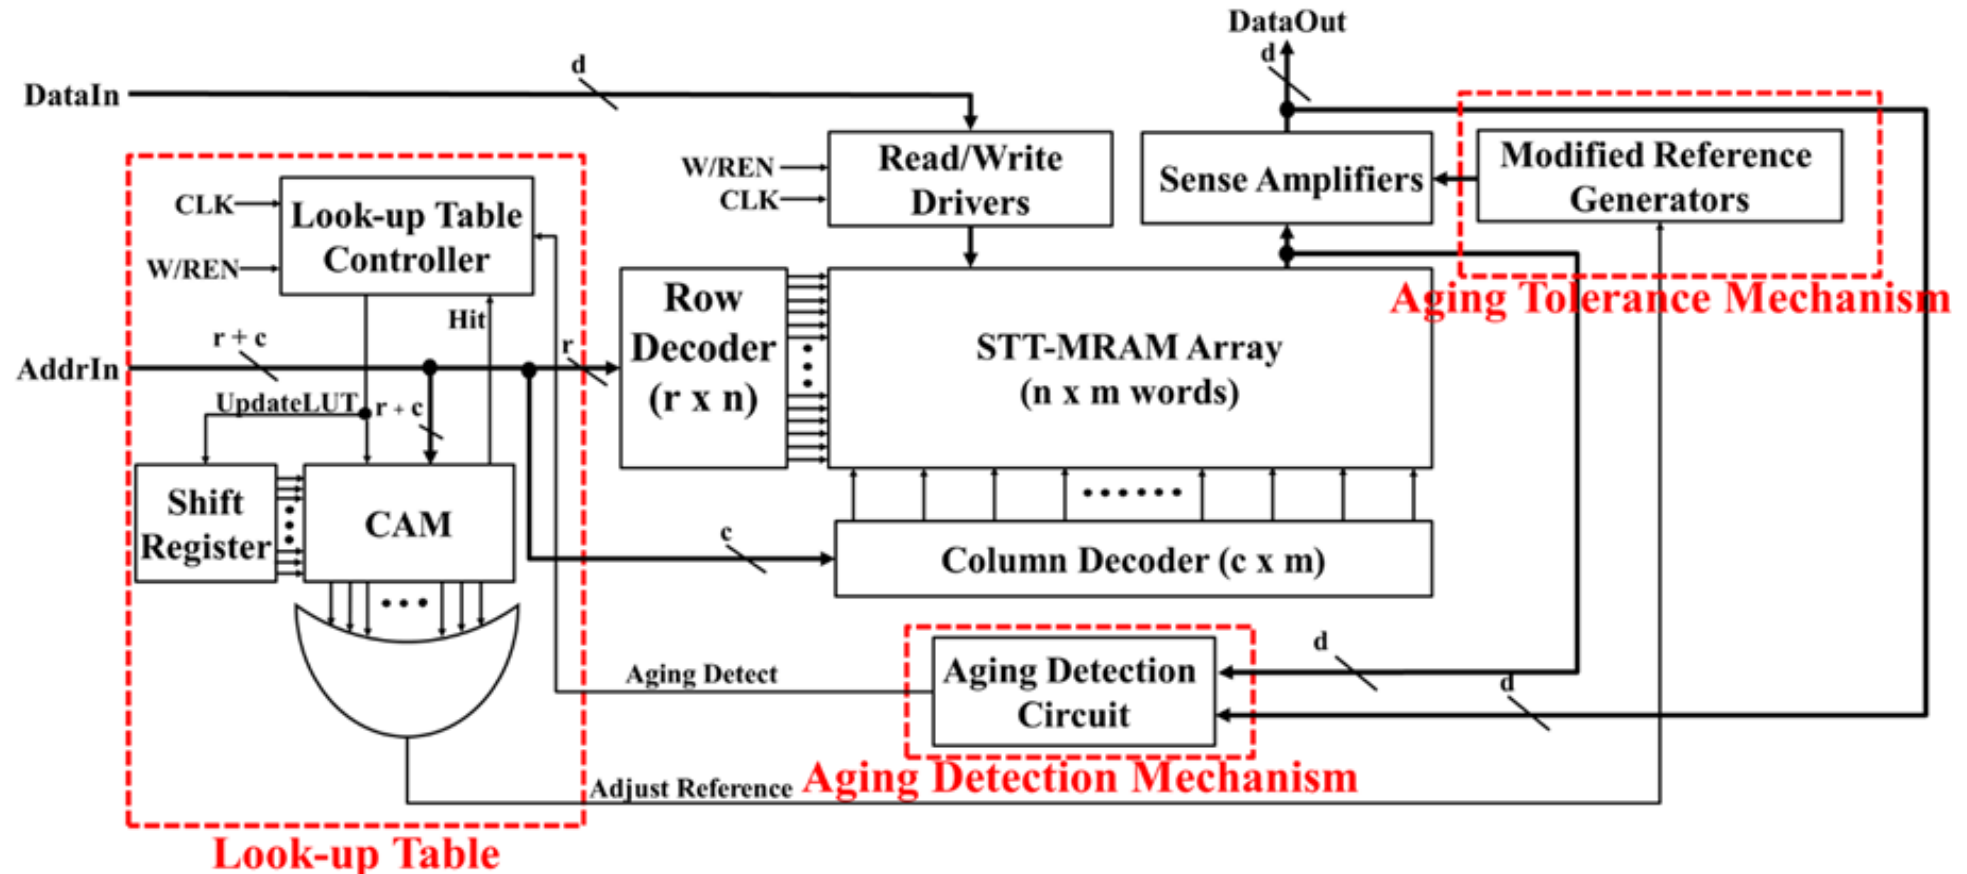 DataOut
d
d
DataIn
Read/Write
Drivers
W/REN
CLK
Sense Amplifiers
Modified Reference
Generators
Aging Tolerance Mechanism
CLK
W/REN
Look-up Table
Controller
Hit
r + c
AddrIn
r
UpdateLUT
r + c
Row
Decoder
(r x n)
STT-MRAM Array
(n x m words)
Shift
Register
CAM
c
Column Decoder (c x m)
Aging Detect
Aging Detection
Circuit
d
d
Adjust Reference
Aging Detection Mechanism
Look-up Table